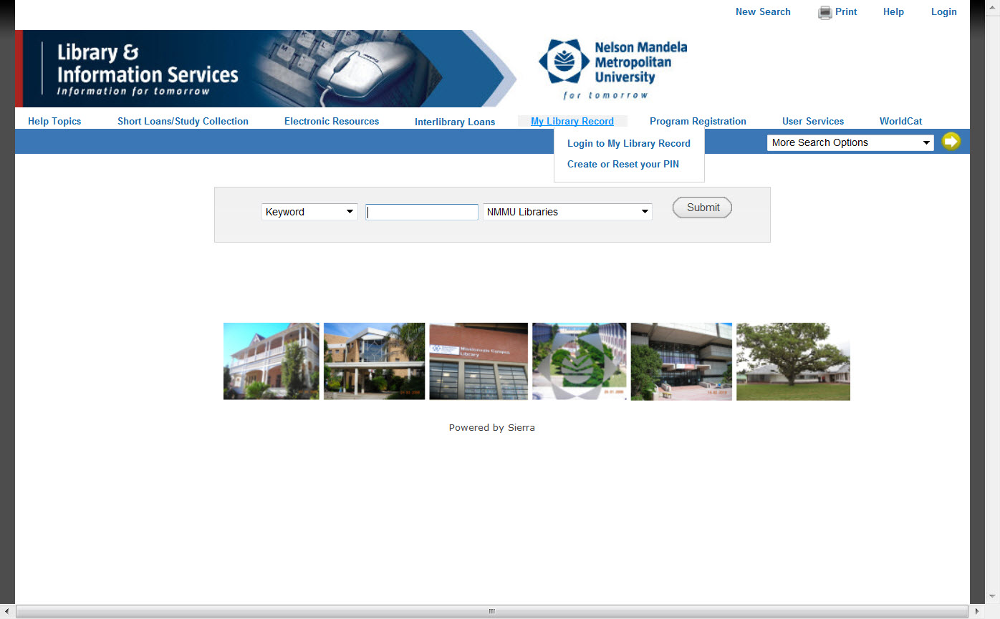 New Search Print Help Login
Library &
Information Services
Information for tomorrow
Nelson Mandela
Metropolitan
University
for tomorrow
Help Topics Short Loans/Study Collection Electronic Resources Interlibrary Loans My Library Record Program Registration User Services WorldCat
Login to My Library Record
Create or Reset your PIN
More Search Options
Keyword NMMU Libraries Submit
Missionvale Campus
Library
Powered by Sierra